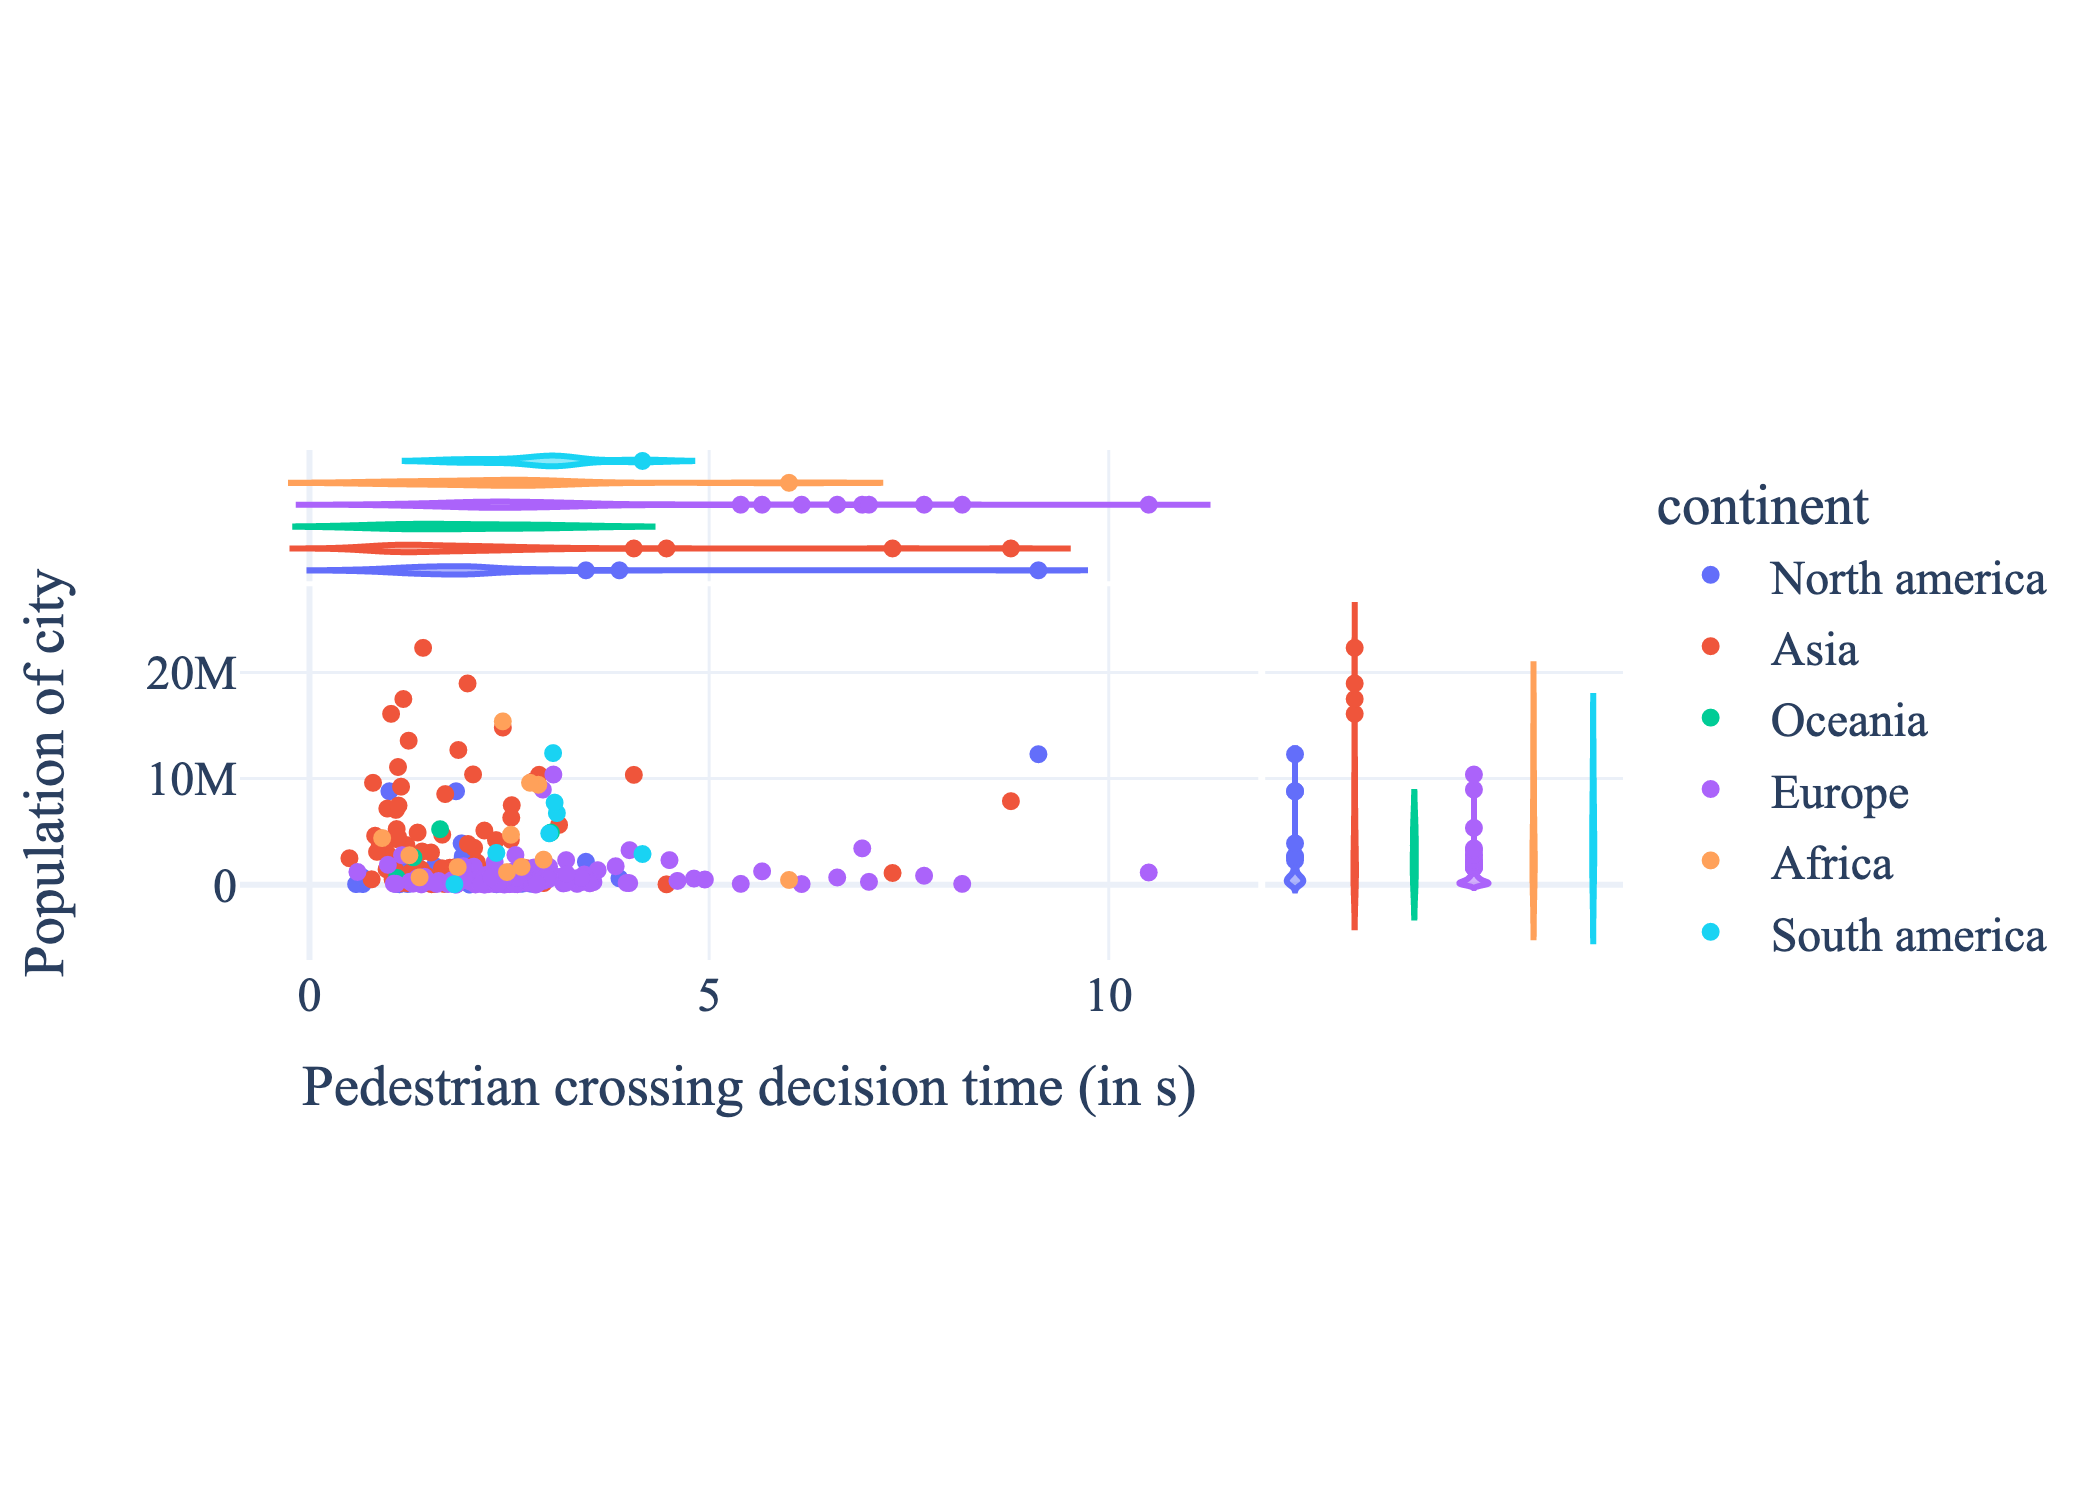 Population of city
20M
10M
0
0
5
10
Pedestrian crossing decision time (in s)
continent
North america
Asia
Oceania
Europe
Africa
South america